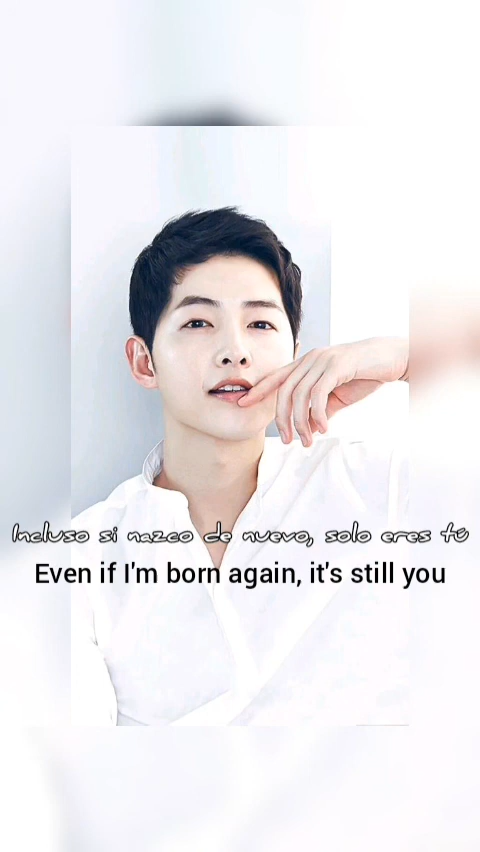 Incluso si nazco de nuevo, solo eres tú
Even if I'm born again, it's still you